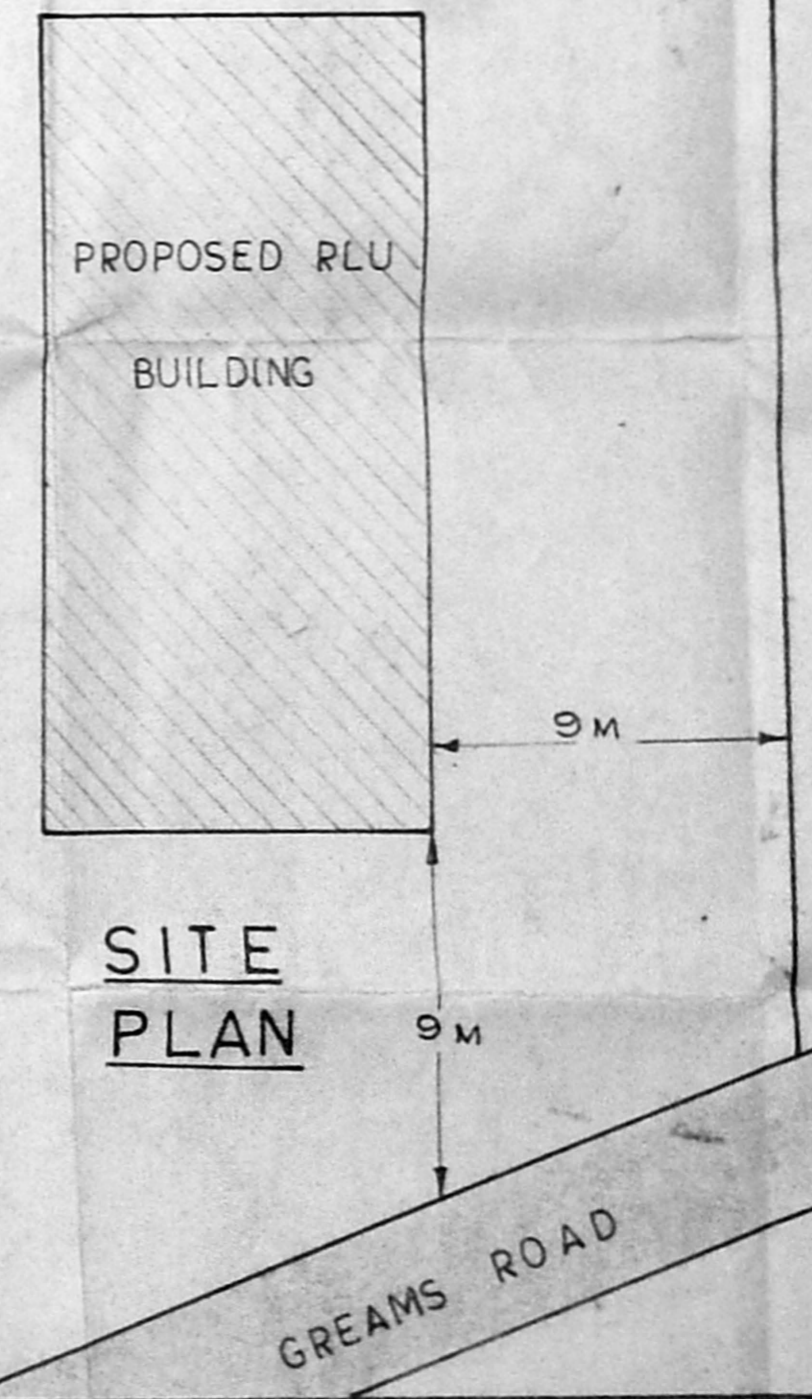 PROPOSED RLU
BUILDING
9 M
SITE
PLAN
9 M
GREAMS ROAD